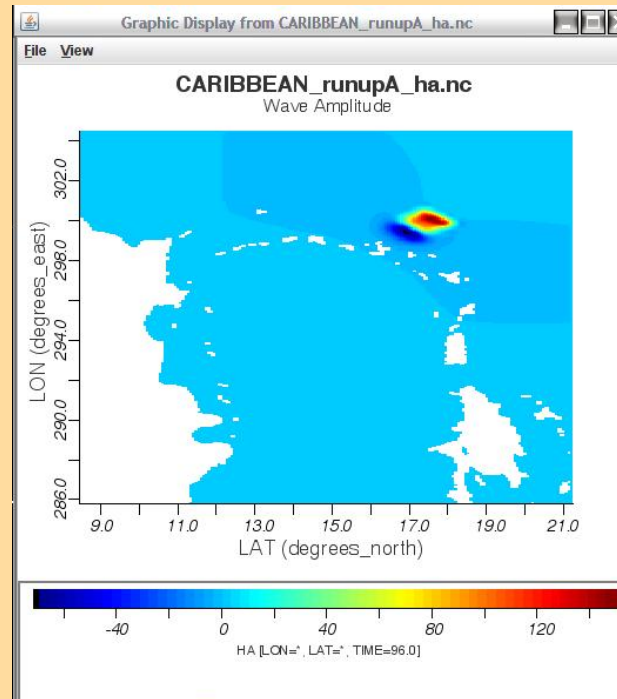 Graphic Display from CARIBBEAN_runupA_ha.nc
File View
CARIBBEAN_runupA_ha.nc
Wave Amplitude
LON (degrees_east)
302.0
298.0
294.0
290.0
286.0
9.0 11.0 13.0 15.0 17.0 19.0 21.0
LAT (degrees_north)
-40 0 40 80 120
HA [LON=*, LAT=*, TIME=96.0]